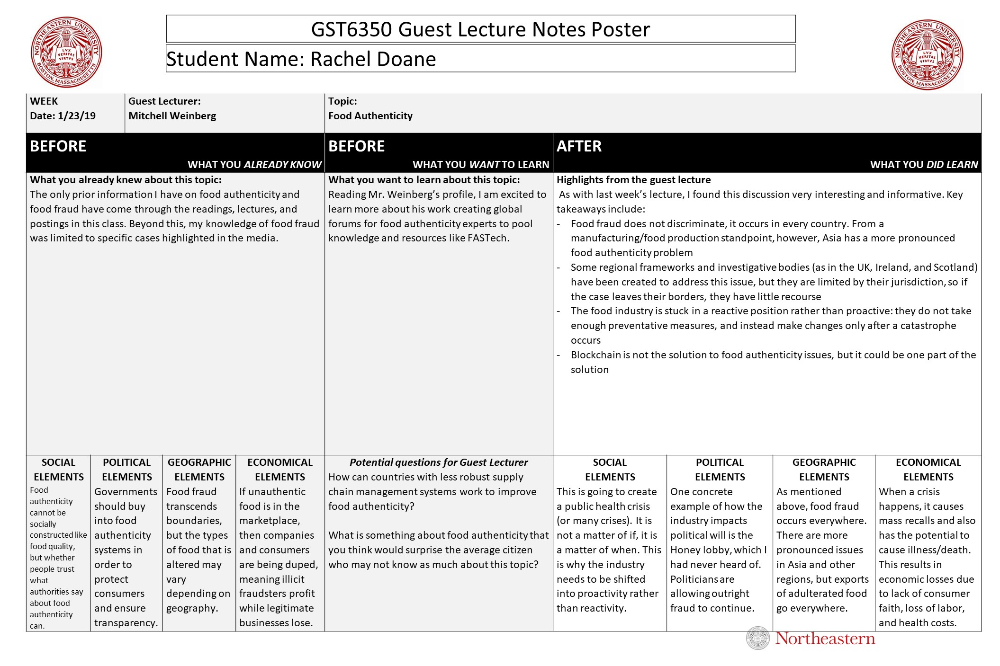 NORTHEASTERN UNIVERSITY
LVX
VERITAS
VIRTVS
FOUNDED A.D. 1898
BOSTON, MASSACHUSETTS
GST6350 Guest Lecture Notes Poster
Student Name: Rachel Doane
NORTHEASTERN UNIVERSITY
LVX
VERITAS
VIRTVS
FOUNDED A.D. 1898
BOSTON, MASSACHUSETTS
WEEK
Date: 1/23/19
Guest Lecturer:
Mitchell Weinberg
Topic:
Food Authenticity
BEFORE
WHAT YOU ALREADY KNOW
BEFORE
WHAT YOU WANT TO LEARN
AFTER
WHAT YOU DID LEARN
What you already knew about this topic:
The only prior information I have on food authenticity and
food fraud have come through the readings, lectures, and
postings in this class. Beyond this, my knowledge of food fraud
was limited to specific cases highlighted in the media.
What you want to learn about this topic:
Reading Mr. Weinberg's profile, I am excited to
learn more about his work creating global
forums for food authenticity experts to pool
knowledge and resources like FASTech.
Highlights from the guest lecture
As with last week's lecture, I found this discussion very interesting and informative. Key
takeaways include:
- Food fraud does not discriminate, it occurs in every country. From a
manufacturing/food production standpoint, however, Asia has a more pronounced
food authenticity problem
- Some regional frameworks and investigative bodies (as in the UK, Ireland, and Scotland)
have been created to address this issue, but they are limited by their jurisdiction, so if
the case leaves their borders, they have little recourse
- The food industry is stuck in a reactive position rather than proactive: they do not take
enough preventative measures, and instead make changes only after a catastrophe
occurs
- Blockchain is not the solution to food authenticity issues, but it could be one part of the
solution
SOCIAL
ELEMENTS
Food
authenticity
cannot be
socially
constructed like
food quality,
but whether
people trust
what
authorities say
about food
authenticity
can.
POLITICAL
ELEMENTS
Governments
should buy
into food
authenticity
systems in
order to
protect
consumers
and ensure
transparency.
GEOGRAPHIC
ELEMENTS
Food fraud
transcends
boundaries,
but the types
of food that is
altered may
vary
depending on
geography.
ECONOMICAL
ELEMENTS
If unauthentic
food is in the
marketplace,
then companies
and consumers
are being duped,
meaning illicit
fraudsters profit
while legitimate
businesses lose.
Potential questions for Guest Lecturer
How can countries with less robust supply
chain management systems work to improve
food authenticity?
What is something about food authenticity that
you think would surprise the average citizen
who may not know as much about this topic?
SOCIAL
ELEMENTS
This is going to create
a public health crisis
(or many crises). It is
not a matter of if, it is
a matter of when. This
is why the industry
needs to be shifted
into proactivity rather
than reactivity.
POLITICAL
ELEMENTS
One concrete
example of how the
industry impacts
political will is the
Honey lobby, which I
had never heard of.
Politicians are
allowing outright
fraud to continue.
GEOGRAPHIC
ELEMENTS
As mentioned
above, food fraud
occurs everywhere.
There are more
pronounced issues
in Asia and other
regions, but exports
of adulterated food
go everywhere.
ECONOMICAL
ELEMENTS
When a crisis
happens, it causes
mass recalls and also
has the potential to
cause illness/death.
This results in
economic losses due
to lack of consumer
faith, loss of labor,
and health costs.
Northeastern